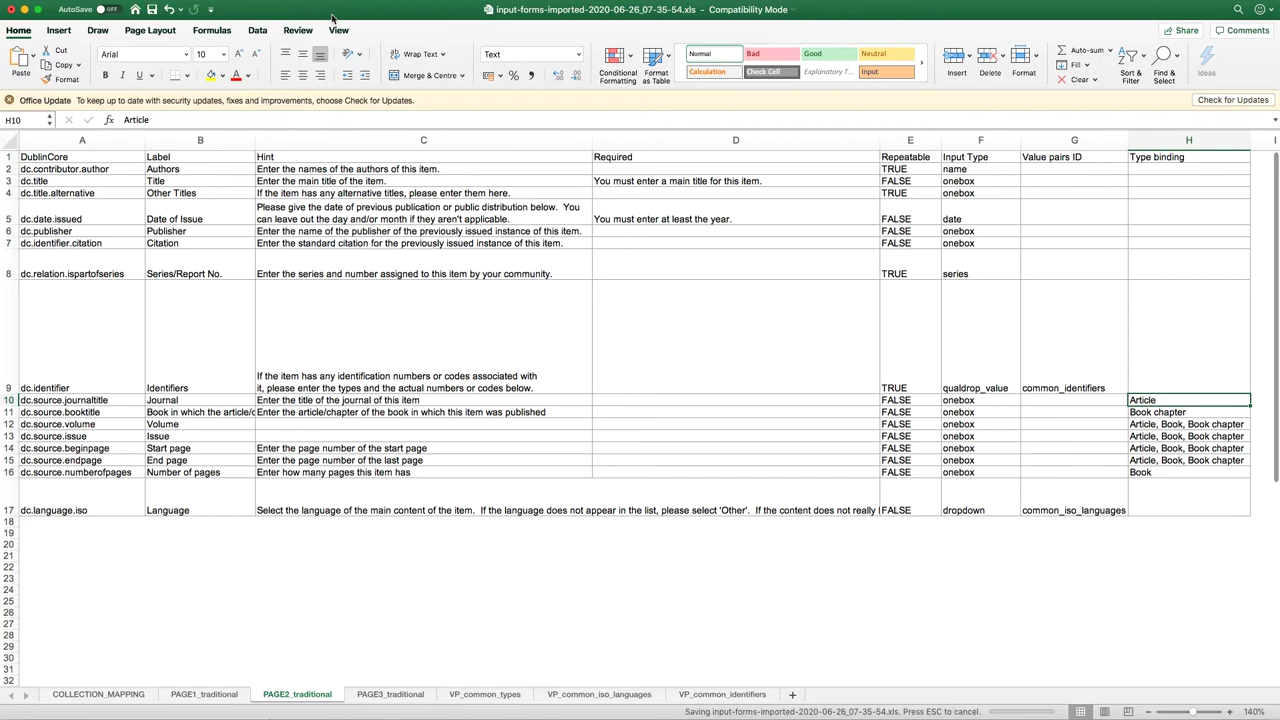 AutoSave OFF input-forms-imported-2020-06-26_07-35-54.xls - Compatibility Mode
Home Insert Draw Page Layout Formulas Data Review View Share Comments
Paste Cut Copy Format Arial 10 Wrap Text Merge & Centre Text Conditional Formatting Format as Table Normal Bad Good Neutral Calculation Check Cell Explanatory T... Input Insert Delete Format Auto-sum Fill Clear Sort & Filter Find & Select Ideas
Office Update To keep up to date with security updates, fixes and improvements, choose Check for Updates. Check for Updates
H10 fx Article
A B C D E F G H I
1 DublinCore Label Hint Required Repeatable Input Type Value pairs ID Type binding
2 dc.contributor.author Authors Enter the names of the authors of this item. TRUE name
3 dc.title Title Enter the main title of the item. You must enter a main title for this item. FALSE onebox
4 dc.title.alternative Other Titles If the item has any alternative titles, please enter them here. TRUE onebox
Please give the date of previous publication or public distribution below. You
5 dc.date.issued Date of Issue can leave out the day and/or month if they aren't applicable. You must enter at least the year. FALSE date
6 dc.publisher Publisher Enter the name of the publisher of the previously issued instance of this item. FALSE onebox
7 dc.identifier.citation Citation Enter the standard citation for the previously issued instance of this item. FALSE onebox
8 dc.relation.ispartofseries Series/Report No. Enter the series and number assigned to this item by your community. TRUE series
If the item has any identification numbers or codes associated with
9 dc.identifier Identifiers it, please enter the types and the actual numbers or codes below. TRUE qualdrop_value common_identifiers
10 dc.source.journaltitle Journal Enter the title of the journal of this item FALSE onebox Article
11 dc.source.booktitle Book in which the article/c Enter the article/chapter of the book in which this item was published FALSE onebox Book chapter
12 dc.source.volume Volume FALSE onebox Article, Book, Book chapter
13 dc.source.issue Issue FALSE onebox Article, Book, Book chapter
14 dc.source.beginpage Start page Enter the page number of the start page FALSE onebox Article, Book, Book chapter
15 dc.source.endpage End page Enter the page number of the last page FALSE onebox Article, Book, Book chapter
16 dc.source.numberofpages Number of pages Enter how many pages this item has FALSE onebox Book
17 dc.language.iso Language Select the language of the main content of the item. If the language does not appear in the list, please select 'Other'. If the content does not really FALSE dropdown common_iso_languages
18
19
20
21
22
23
24
25
26
27
28
29
30
31
32
COLLECTION_MAPPING PAGE1_traditional PAGE2_traditional PAGE3_traditional VP_common_types VP_common_iso_languages VP_common_identifiers
Saving input-forms-imported-2020-06-26_07-35-54.xls. Press ESC to cancel. 140%